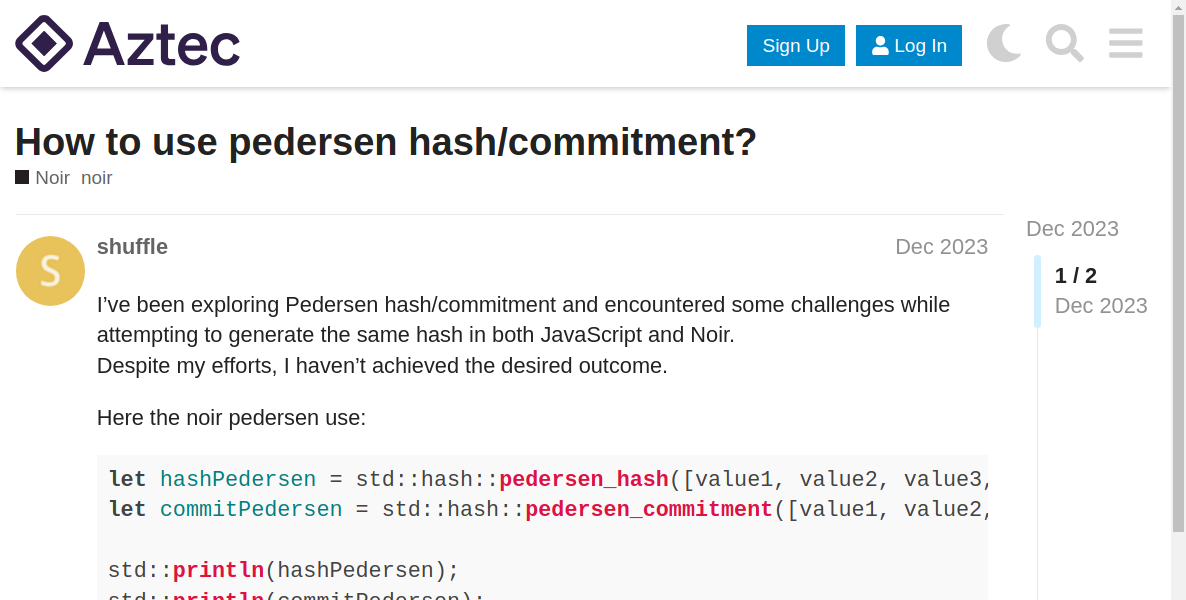 Aztec
Sign Up
Log In
How to use pedersen hash/commitment?
Noir noir
shuffle
Dec 2023
Dec 2023
1 / 2
Dec 2023
S
I’ve been exploring Pedersen hash/commitment and encountered some challenges while
attempting to generate the same hash in both JavaScript and Noir.
Despite my efforts, I haven’t achieved the desired outcome.
Here the noir pedersen use:
let hashPedersen = std::hash::pedersen_hash([value1, value2, value3,
let commitPedersen = std::hash::pedersen_commitment([value1, value2,
std::println(hashPedersen);
std::println(commitPedersen);